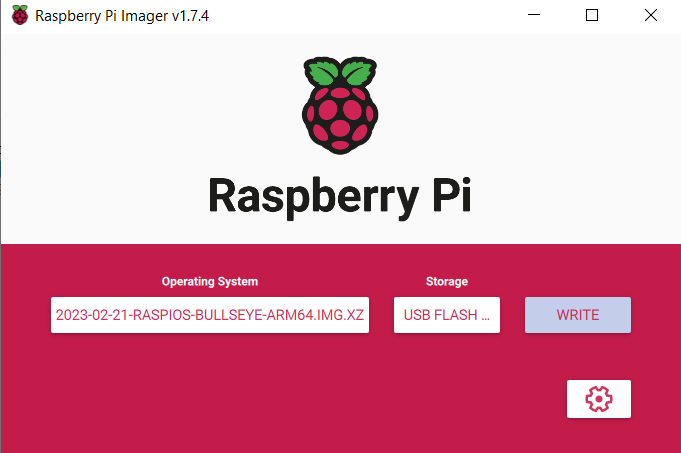 Raspberry Pi Imager v1.7.4
Raspberry Pi
Operating System
Storage
2023-02-21-RASPIOS-BULLSEYE-ARM64.IMG.XZ
USB FLASH ...
WRITE